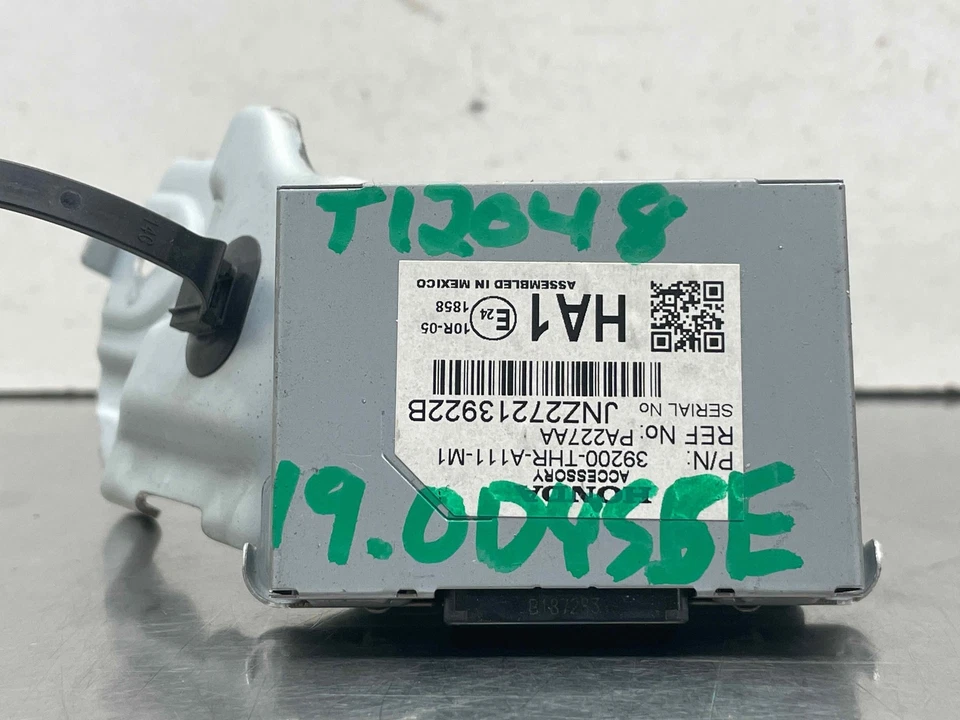 T12048
HONDA
ACCESSORY
P/N: 39200-THR-A111-M1
REF No: PA227AA
SERIAL No JNZ27213922B
HA1
E24
10R-05
1858
ASSEMBLED IN MEXICO
19.0DYSSE